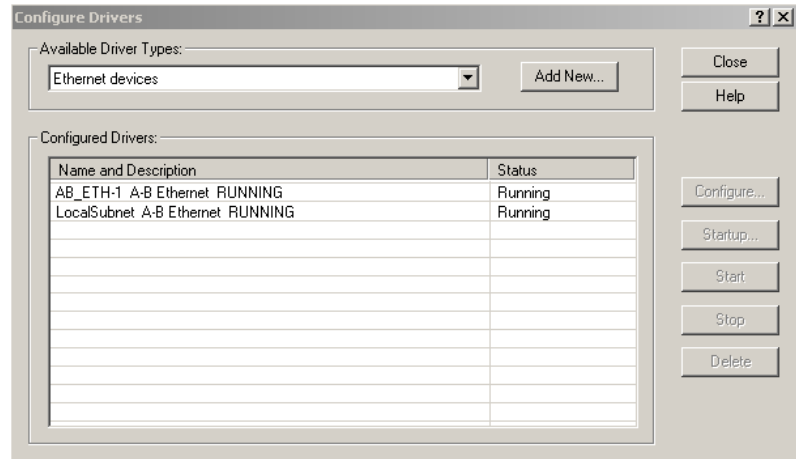 Configure Drivers
Available Driver Types:
Ethernet devices
Add New...
Close
Help
Configured Drivers:
Name and Description Status
AB_ETH-1 A-B Ethernet RUNNING Running
LocalSubnet A-B Ethernet RUNNING Running
Configure...
Startup...
Start
Stop
Delete